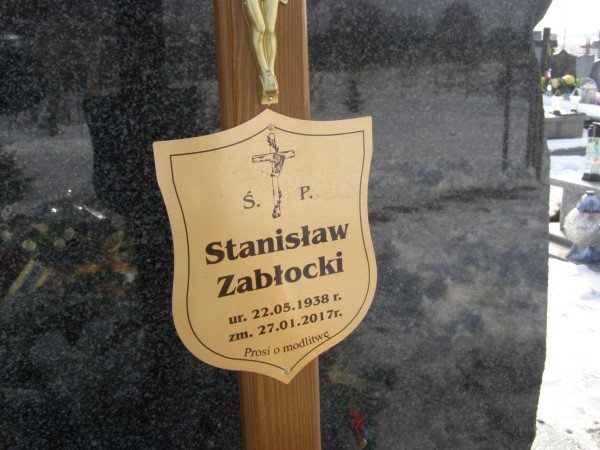 Ś. P.
Stanisław
Zabłocki
ur. 22.05.1938 r.
zm. 27.01.2017r.
Prosi o modlitwę